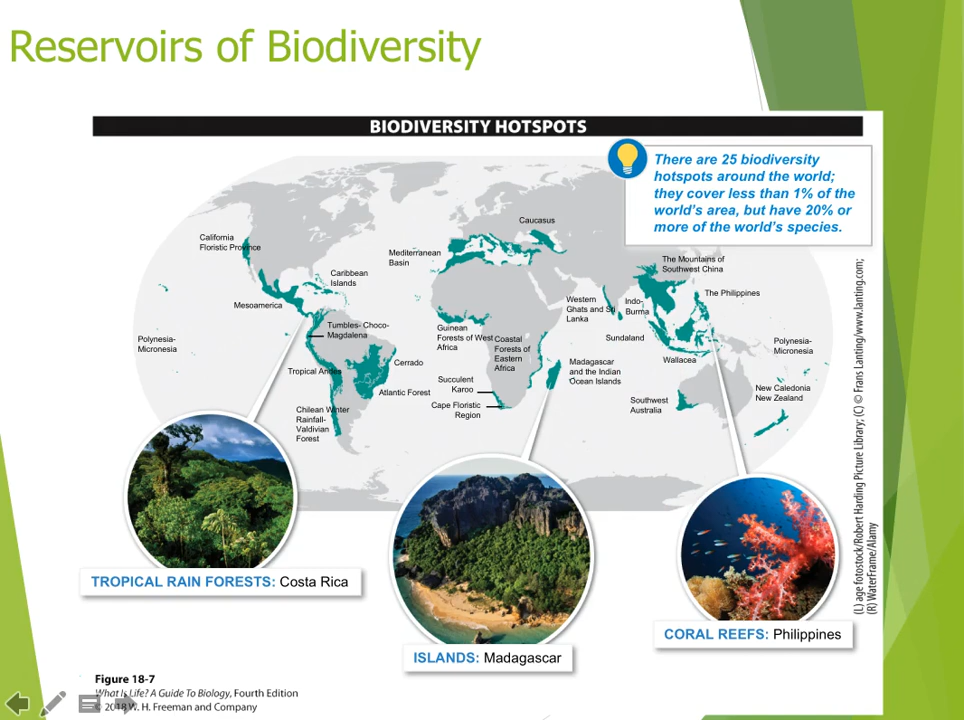 Reservoirs of Biodiversity
BIODIVERSITY HOTSPOTS
There are 25 biodiversity
hotspots around the world;
they cover less than 1% of the
world's area, but have 20% or
more of the world's species.
Caucasus
California
Floristic Province
Mediterranean
Basin
The Mountains of
Southwest China
Caribbean
Islands
The Philippines
Mesoamerica
Western
Ghats and Sri
Lanka
Indo-
Burma
Tumbles- Choco-
Magdalena
Guinean
Forests of West
Africa
Coastal
Forests of
Eastern
Africa
Sundaland
Polynesia-
Micronesia
Polynesia-
Micronesia
Wallacea
Cerrado
Madagascar
and the Indian
Ocean Islands
Tropical Andes
Succulent
Karoo
Atlantic Forest
New Caledonia
New Zealand
Cape Floristic
Region
Southwest
Australia
Chilean Winter
Rainfall-
Valdivian
Forest
TROPICAL RAIN FORESTS: Costa Rica
ISLANDS: Madagascar
CORAL REEFS: Philippines
(L) age fotostock/Robert Harding Picture Library; (C) © Frans Lanting/www.lanting.com;
(R) WaterFrame/Alamy
Figure 18-7
What Is Life? A Guide To Biology, Fourth Edition
© 2018 W. H. Freeman and Company